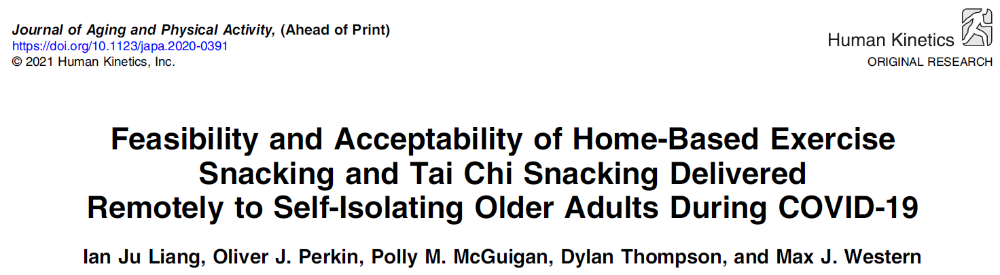 Journal of Aging and Physical Activity, (Ahead of Print)
https://doi.org/10.1123/japa.2020-0391
© 2021 Human Kinetics, Inc.
Human Kinetics
ORIGINAL RESEARCH
Feasibility and Acceptability of Home-Based Exercise
Snacking and Tai Chi Snacking Delivered
Remotely to Self-Isolating Older Adults During COVID-19
Ian Ju Liang, Oliver J. Perkin, Polly M. McGuigan, Dylan Thompson, and Max J. Western